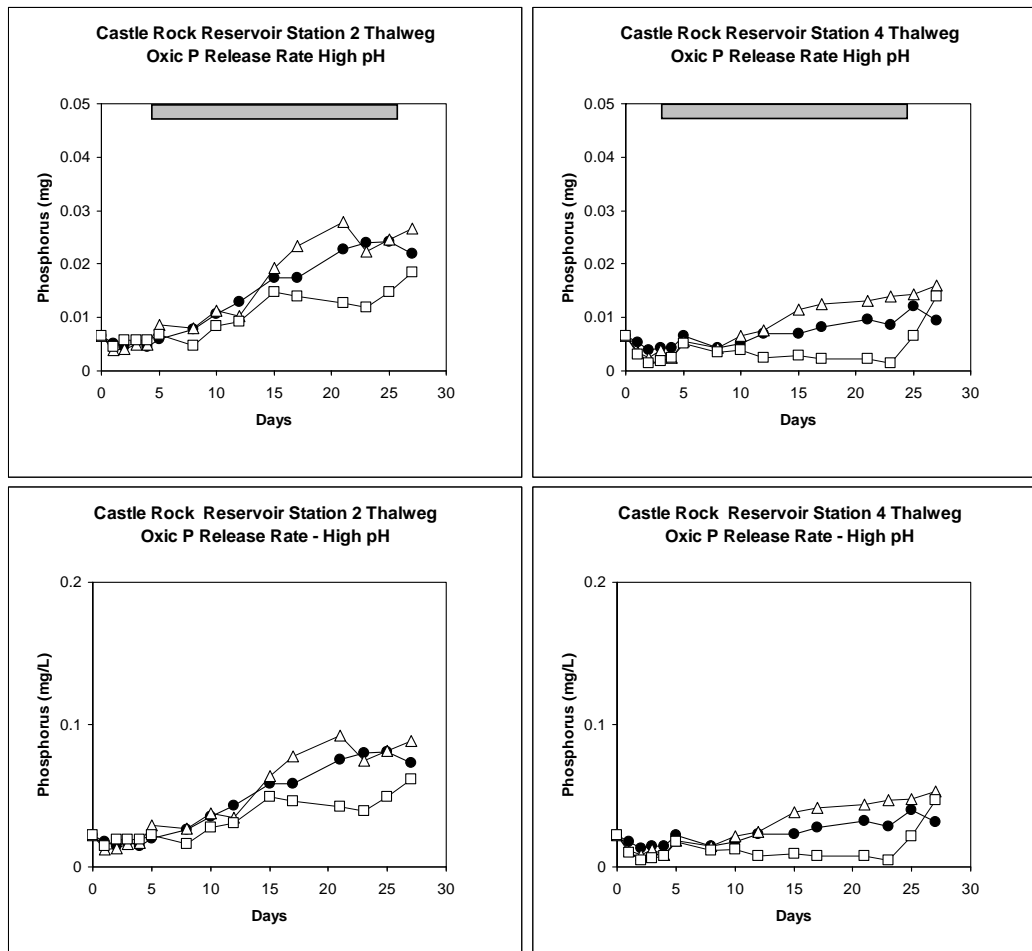 Castle Rock Reservoir Station 2 Thalweg
Oxic P Release Rate High pH
0.05
0.04
0.03
0.02
0.01
0
Phosphorus (mg)
0 5 10 15 20 25 30
Days
Castle Rock Reservoir Station 4 Thalweg
Oxic P Release Rate High pH
0.05
0.04
0.03
0.02
0.01
0
Phosphorus (mg)
0 5 10 15 20 25 30
Days
Castle Rock  Reservoir Station 2 Thalweg
Oxic P Release Rate - High pH
0.2
0.1
0
Phosphorus (mg/L)
0 5 10 15 20 25 30
Days
Castle Rock  Reservoir Station 4 Thalweg
Oxic P Release Rate - High pH
0.2
0.1
0
Phosphorus (mg/L)
0 5 10 15 20 25 30
Days